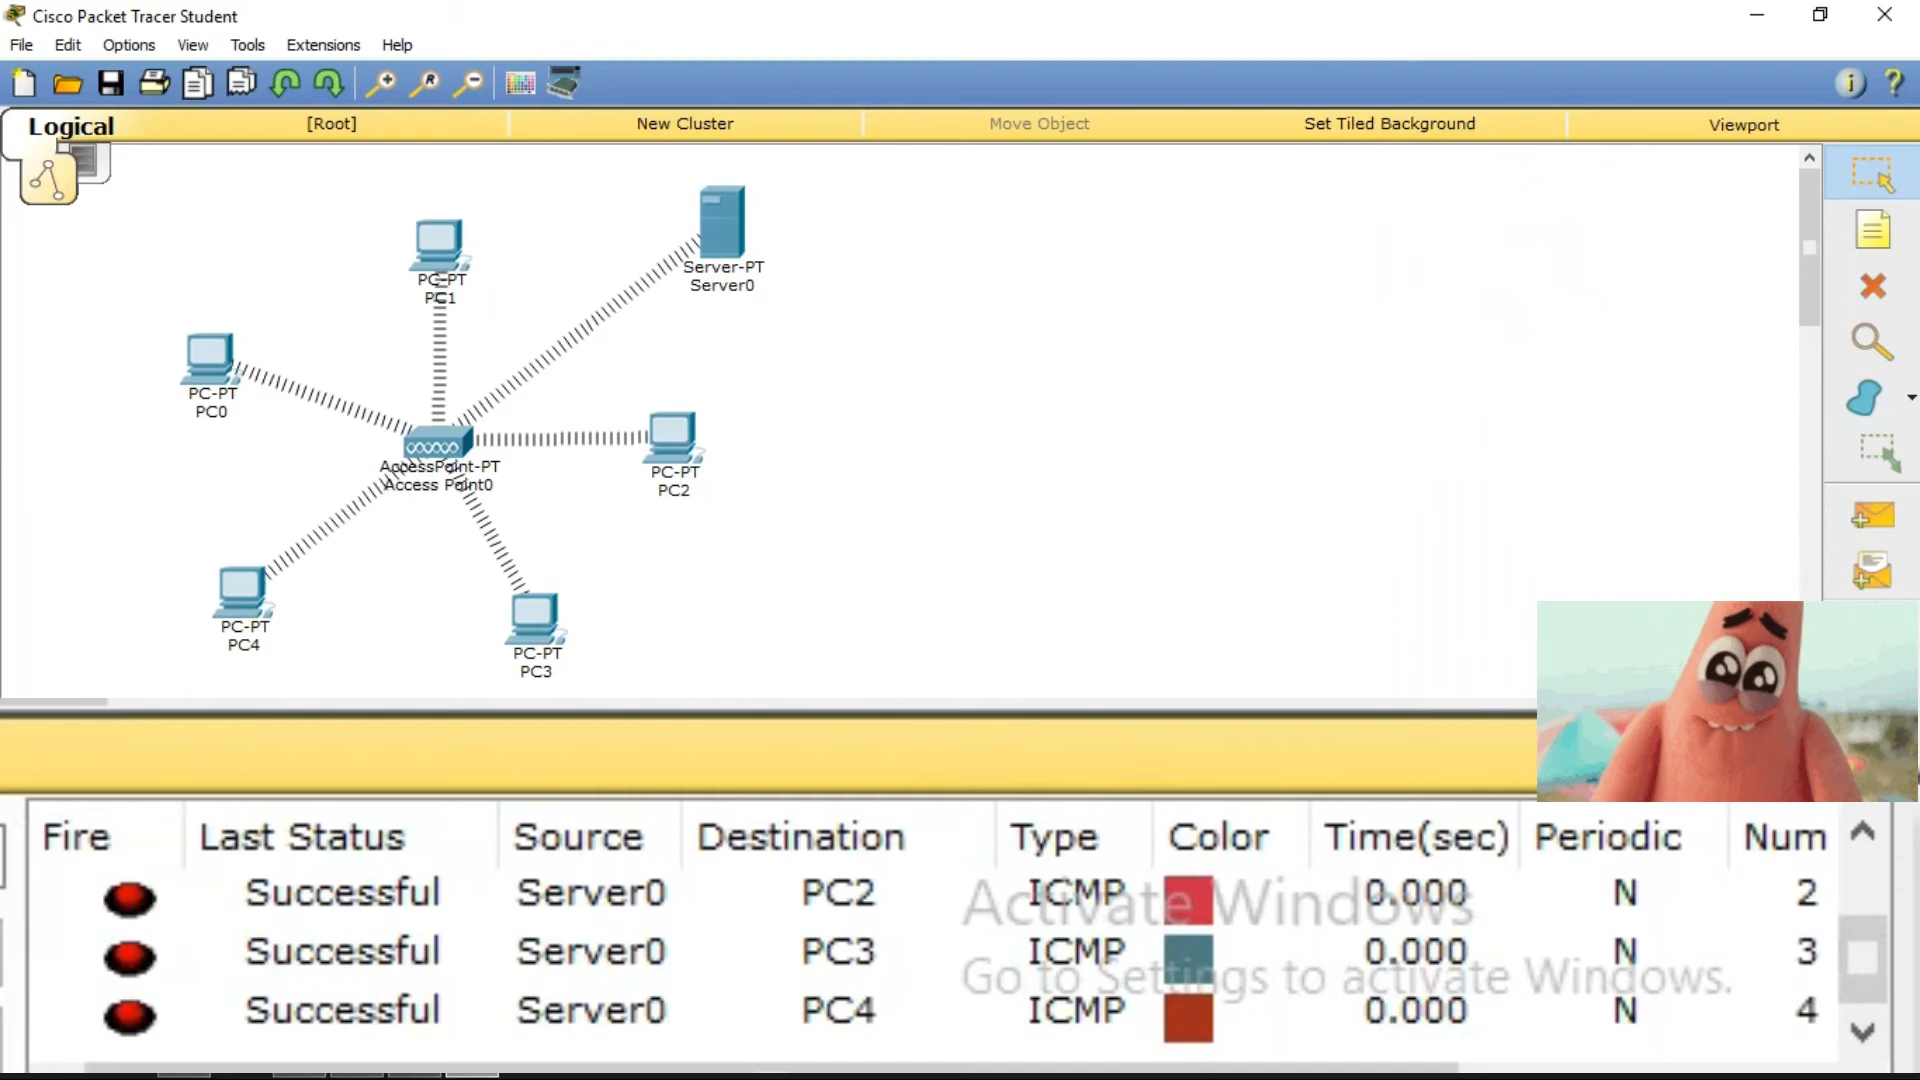 Cisco Packet Tracer Student
File Edit Options View Tools Extensions Help
Logical [Root] New Cluster Move Object Set Tiled Background Viewport
PC-PT
PC1
Server-PT
Server0
PC-PT
PC0
AccessPoint-PT
Access Point0
PC-PT
PC2
PC-PT
PC4
PC-PT
PC3
Fire Last Status Source Destination Type Color Time(sec) Periodic Num
Successful Server0 PC2 ICMP 0.000 N 2
Successful Server0 PC3 ICMP 0.000 N 3
Successful Server0 PC4 ICMP 0.000 N 4
Activate Windows
Go to Settings to activate Windows.